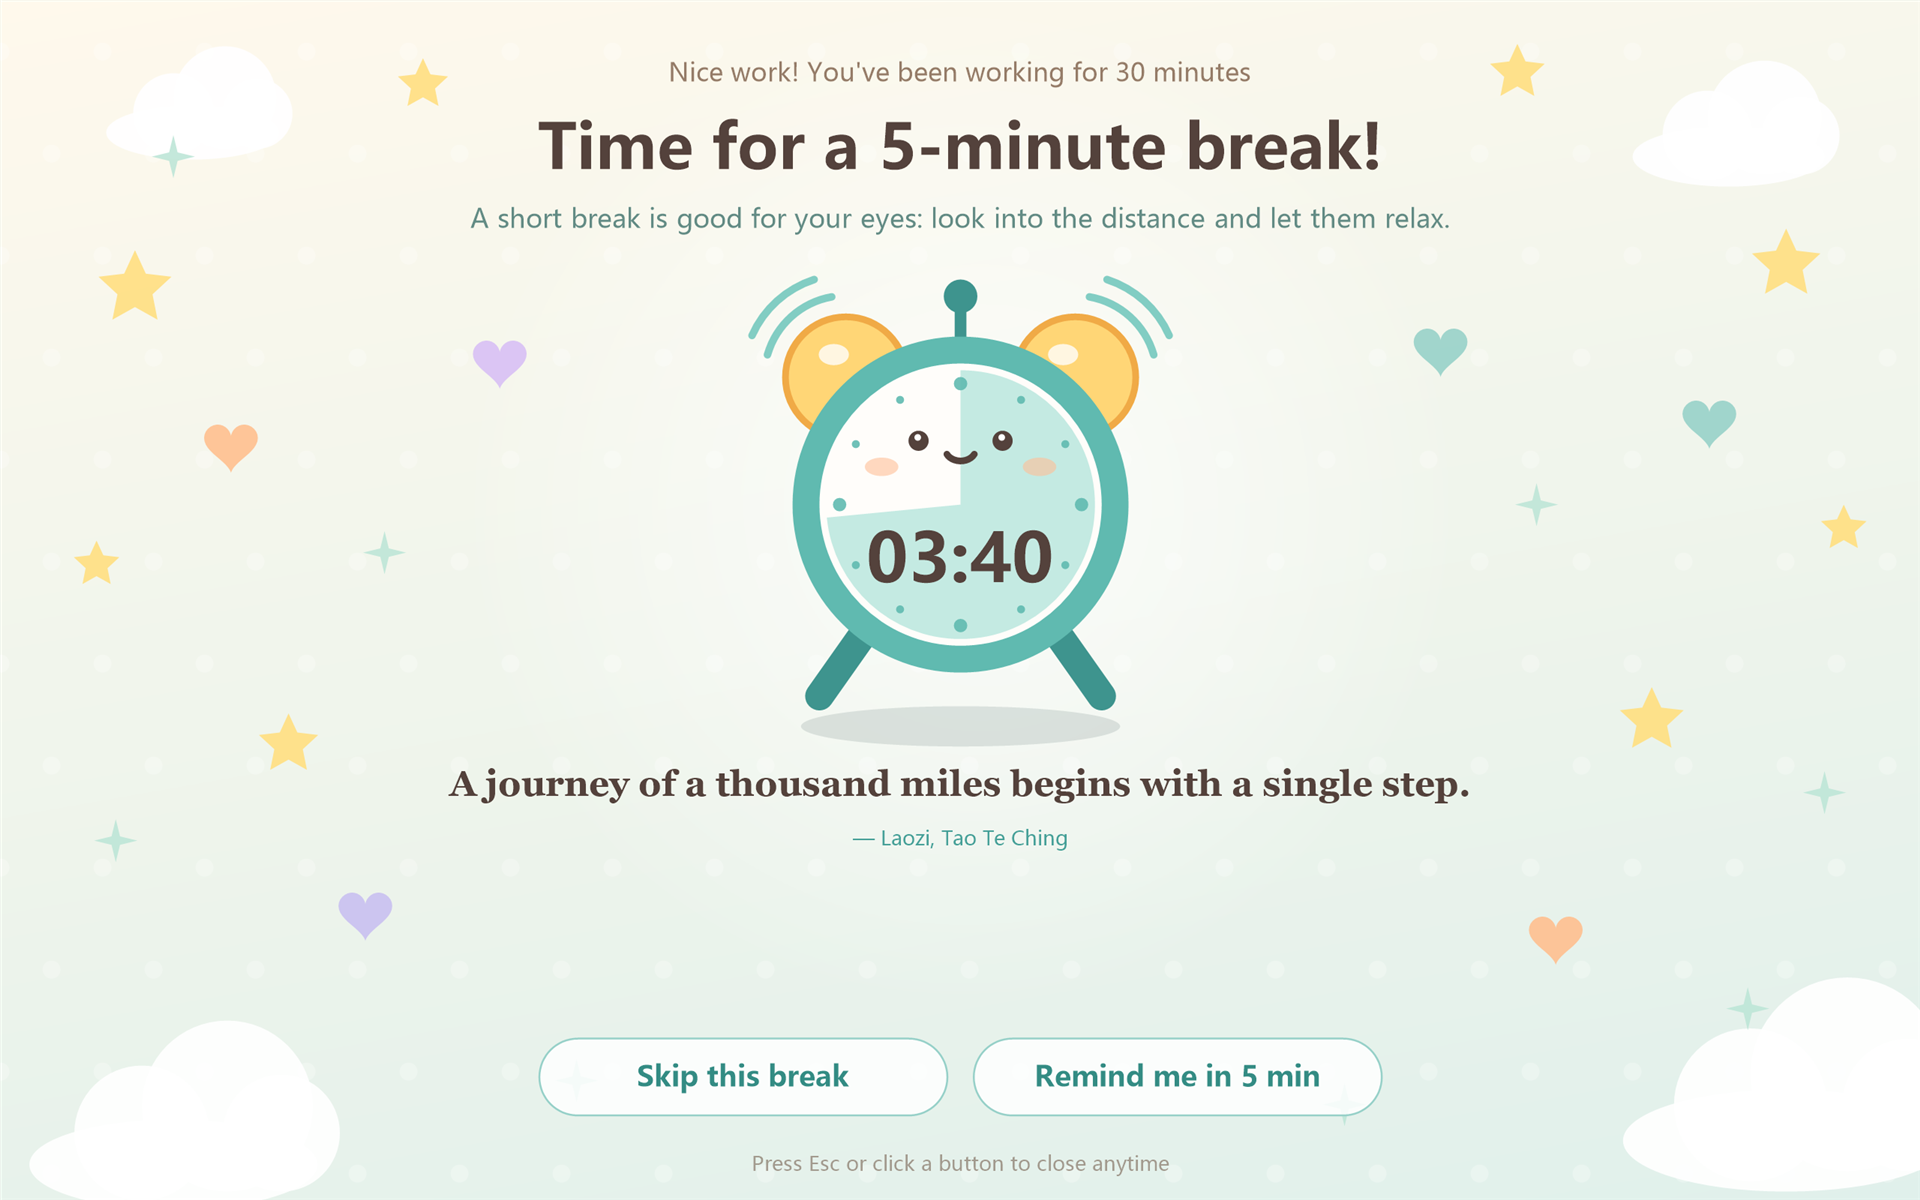 Nice work! You've been working for 30 minutes
Time for a 5-minute break!
A short break is good for your eyes: look into the distance and let them relax.
03:40
A journey of a thousand miles begins with a single step.
— Laozi, Tao Te Ching
Skip this break
Remind me in 5 min
Press Esc or click a button to close anytime